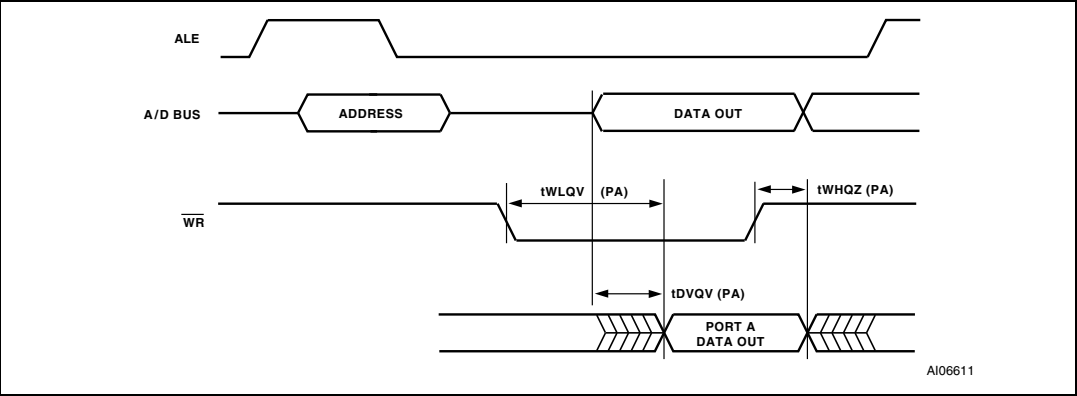 ALE
A/D BUS
ADDRESS
DATA OUT
tWLQV (PA)
tWHQZ (PA)
WR
tDVQV (PA)
PORT A
DATA OUT
AI06611